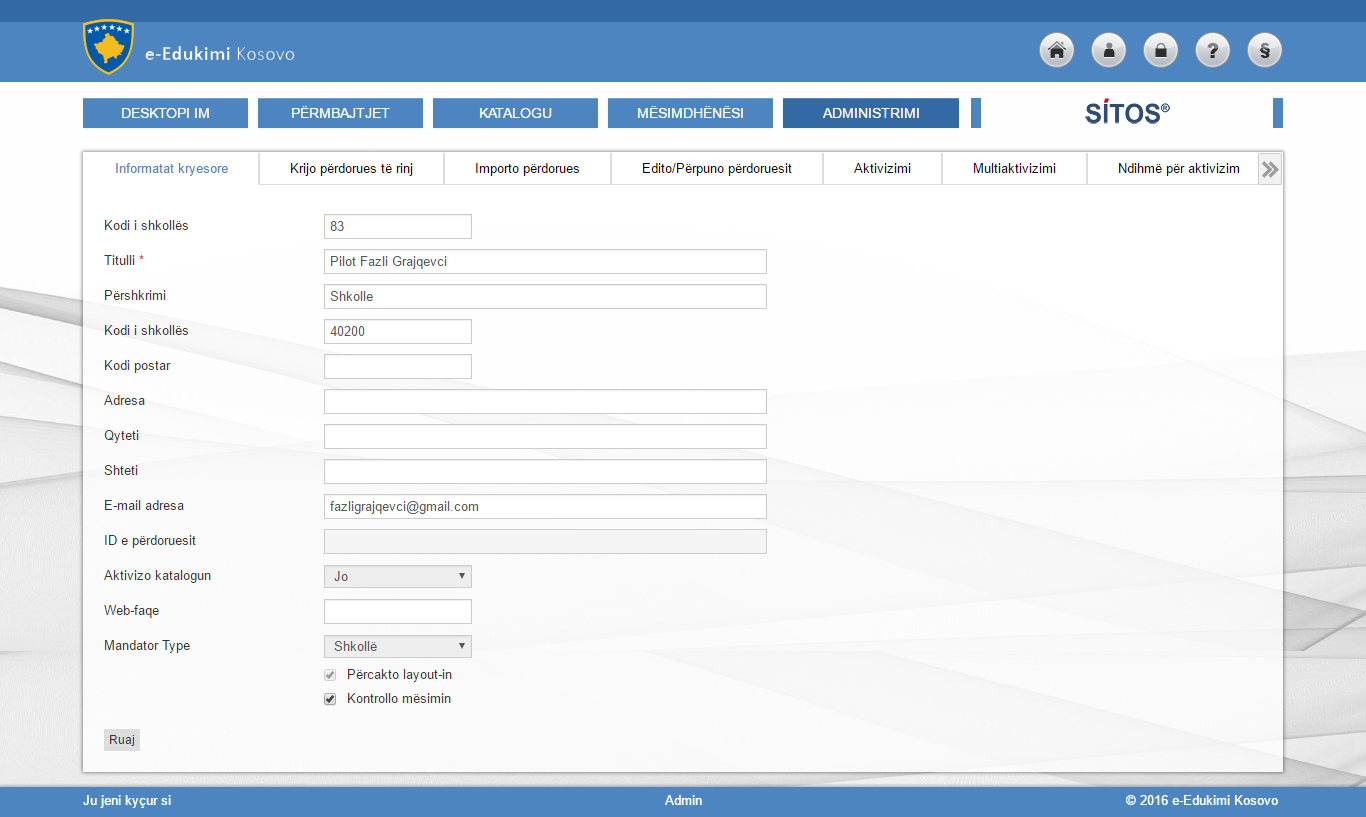 e-Edukimi Kosovo
? §
DESKTOPI IM PËRMBAJTJET KATALOGU MËSIMDHËNËSI ADMINISTRIMI SÍTOS®
Informatat kryesore Krijo përdorues të rinj Importo përdorues Edito/Përpuno përdoruesit Aktivizimi Multiaktivizimi Ndihmë për aktivizim
Kodi i shkollës 83
Titulli * Pilot Fazli Grajqevci
Përshkrimi Shkolle
Kodi i shkollës 40200
Kodi postar
Adresa
Qyteti
Shteti
E-mail adresa fazligrajqevci@gmail.com
ID e përdoruesit
Aktivizo katalogun Jo
Web-faqe
Mandator Type Shkollë
Përcakto layout-in
Kontrollo mësimin
Ruaj
Ju jeni kyçur si Admin © 2016 e-Edukimi Kosovo